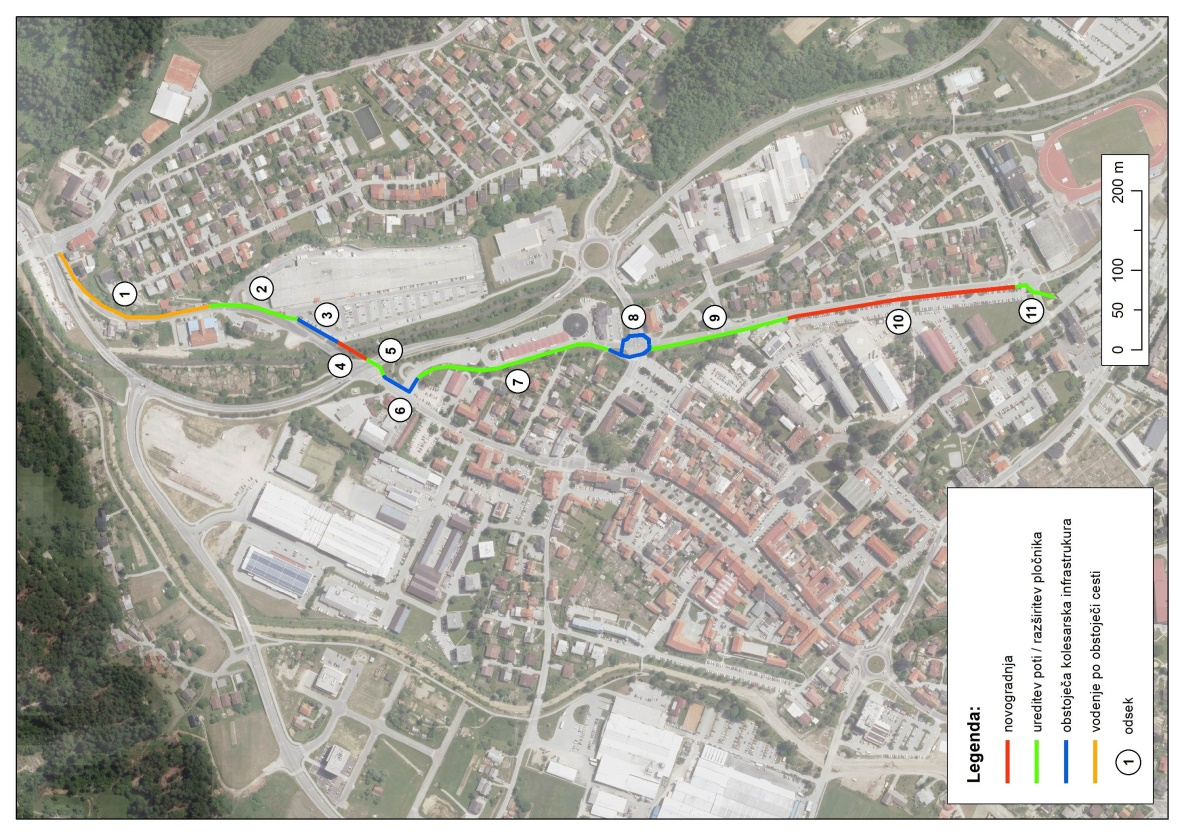 1
2
3
4
5
6
7
8
9
10
11
0 50 100 200 m
Legenda:
novogradnja
ureditev poti / razširitev pločnika
obstoječa kolesarska infrastrukura
vodenje po obstoječi cesti
1 odsek